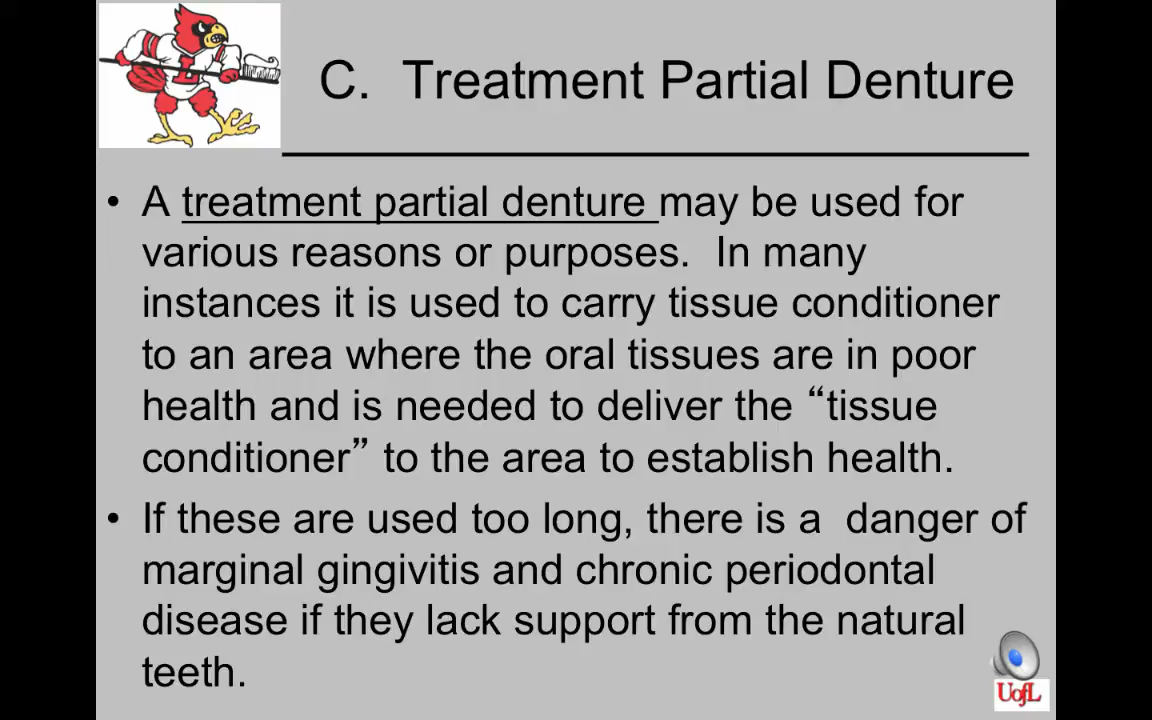 C. Treatment Partial Denture
• A treatment partial denture may be used for
various reasons or purposes. In many
instances it is used to carry tissue conditioner
to an area where the oral tissues are in poor
health and is needed to deliver the “tissue
conditioner” to the area to establish health.
• If these are used too long, there is a danger of
marginal gingivitis and chronic periodontal
disease if they lack support from the natural
teeth.
UofL